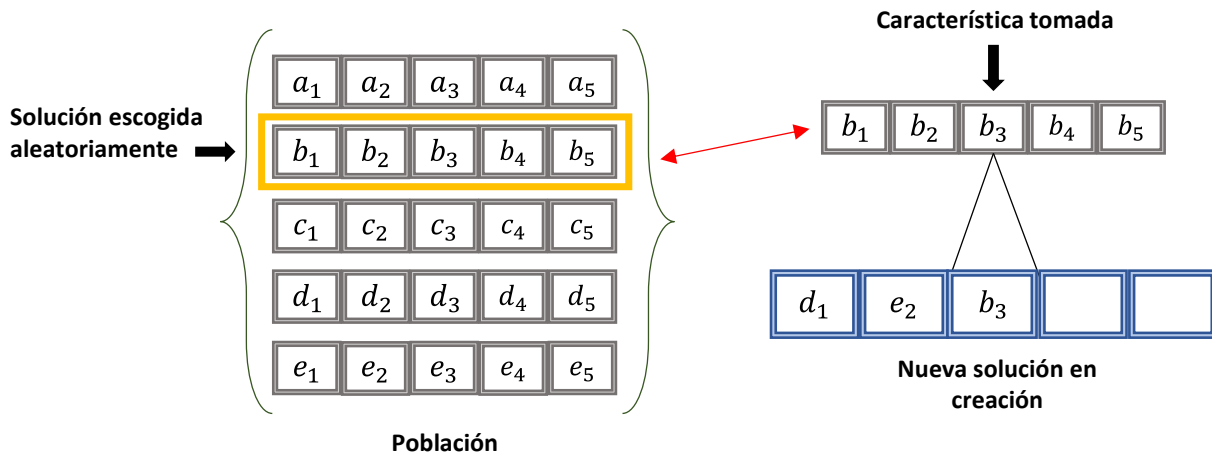 Característica tomada
Solución escogida
aleatoriamente
a₁ a₂ a₃ a₄ a₅
b₁ b₂ b₃ b₄ b₅
c₁ c₂ c₃ c₄ c₅
d₁ d₂ d₃ d₄ d₅
e₁ e₂ e₃ e₄ e₅
Población
b₁ b₂ b₃ b₄ b₅
d₁ e₂ b₃
Nueva solución en
creación